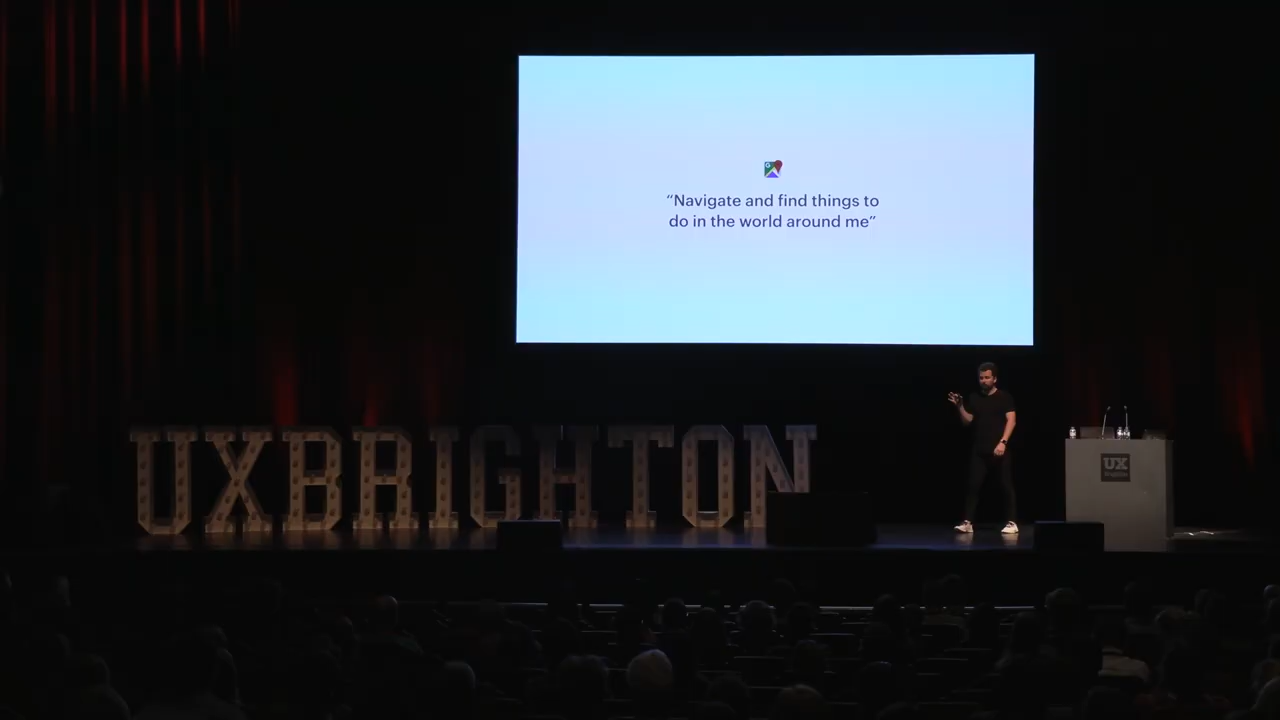 “Navigate and find things to
do in the world around me”
UXBRIGHTON
UX